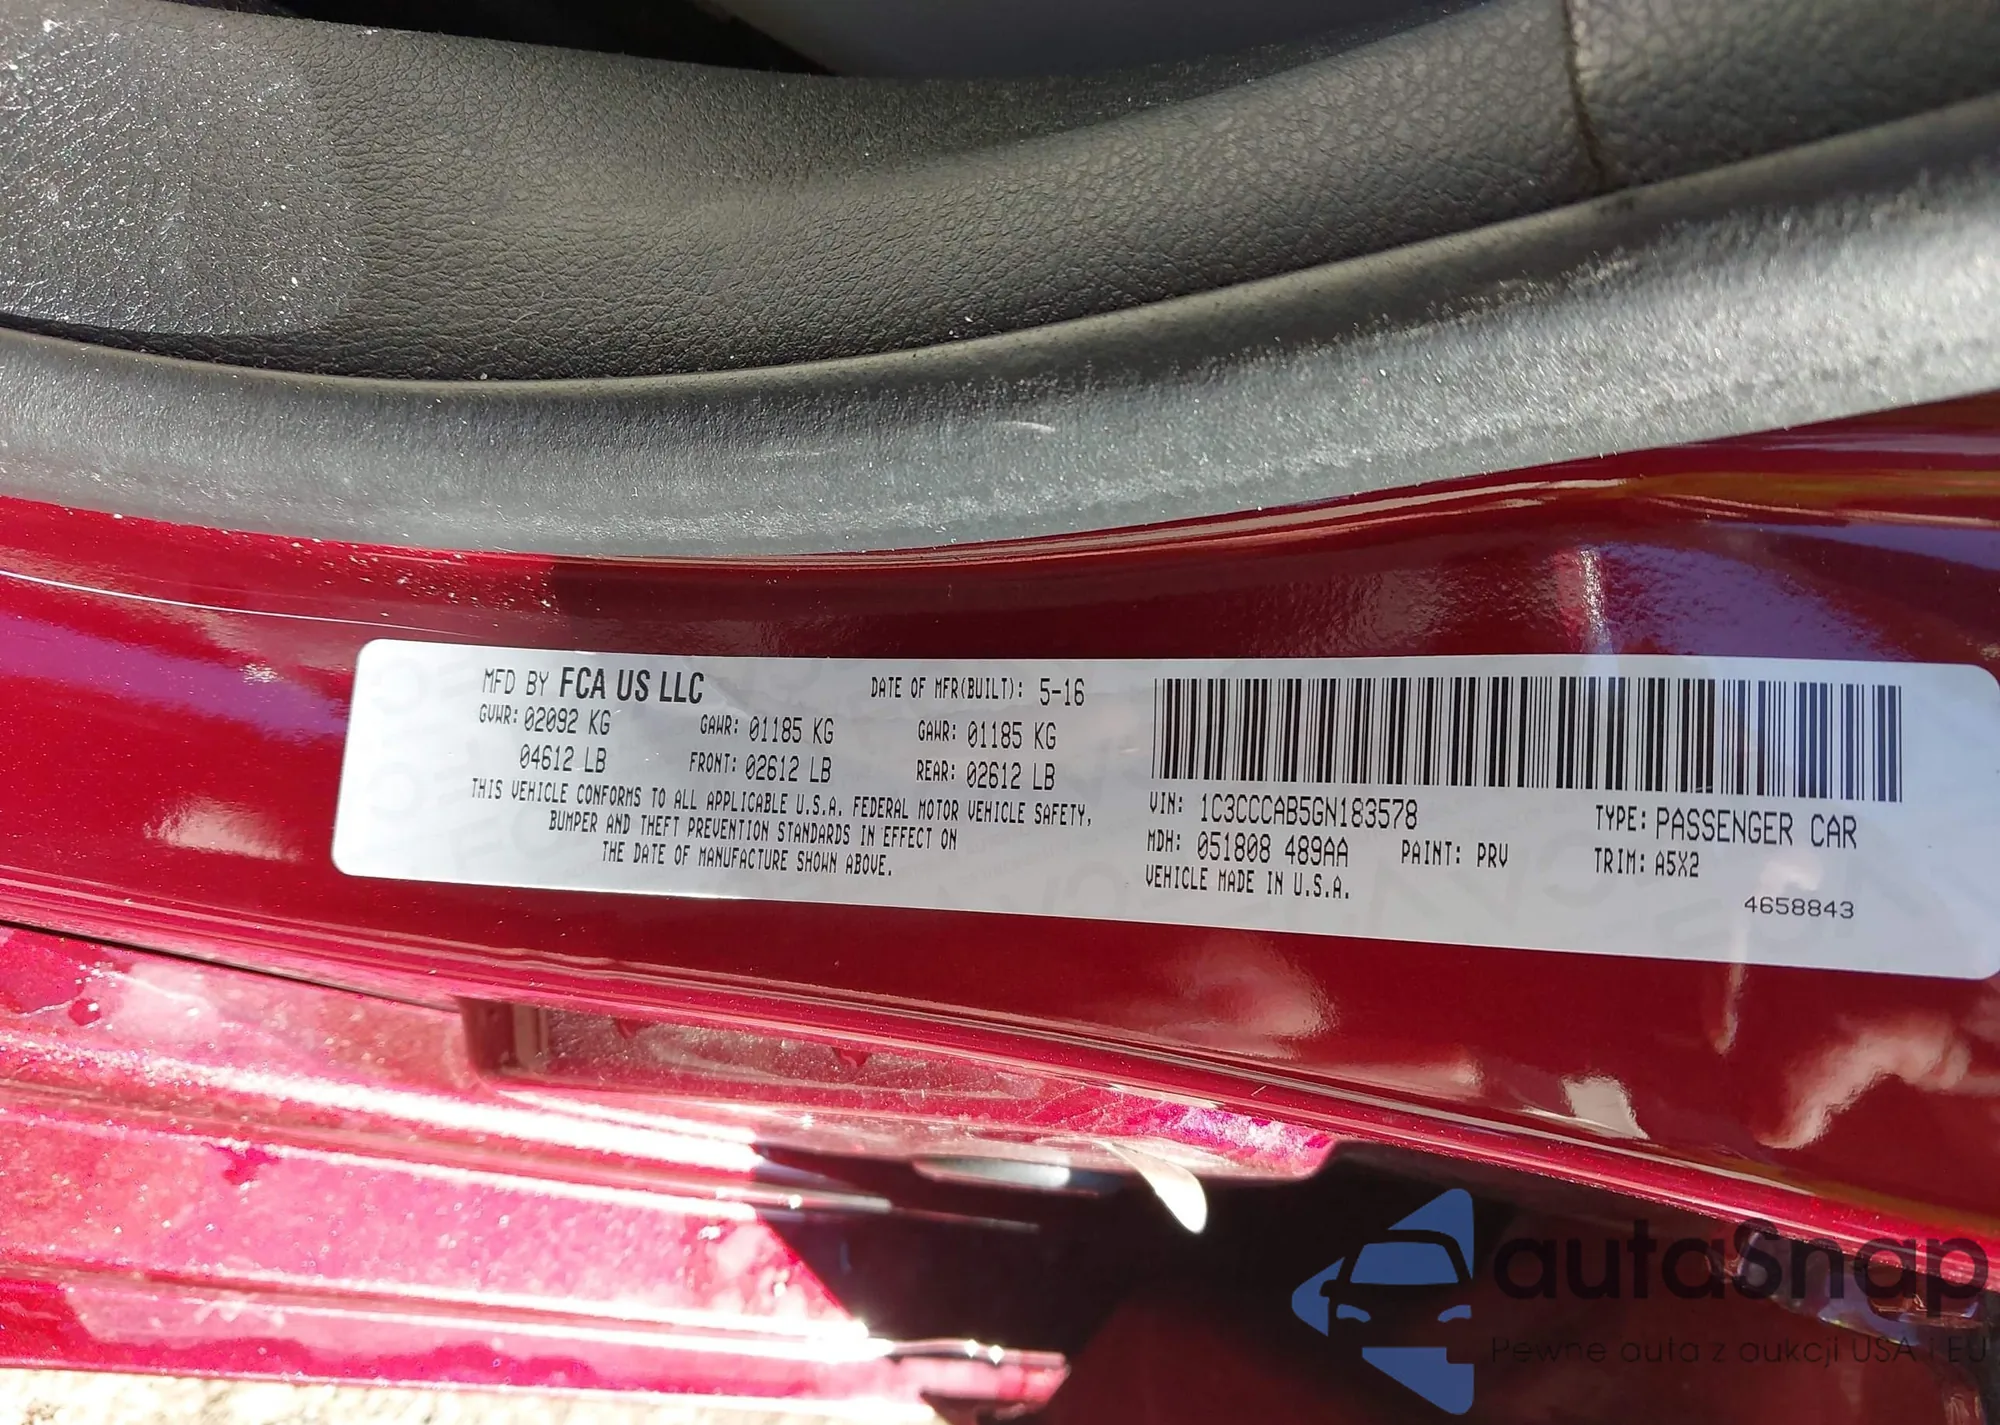 MFD BY FCA US LLC DATE OF MFR(BUILT): 5-16
GVWR: 02092 KG GAWR: 01185 KG GAWR: 01185 KG
04612 LB FRONT: 02612 LB REAR: 02612 LB
THIS VEHICLE CONFORMS TO ALL APPLICABLE U.S.A. FEDERAL MOTOR VEHICLE SAFETY,
BUMPER AND THEFT PREVENTION STANDARDS IN EFFECT ON
THE DATE OF MANUFACTURE SHOWN ABOVE.
VIN: 1C3CCCAB5GN183578 TYPE: PASSENGER CAR
MDH: 051808 489AA PAINT: PRV TRIM: A5X2
VEHICLE MADE IN U.S.A.
4658843
autaSnap
Pewne auta z aukcji USA i EU